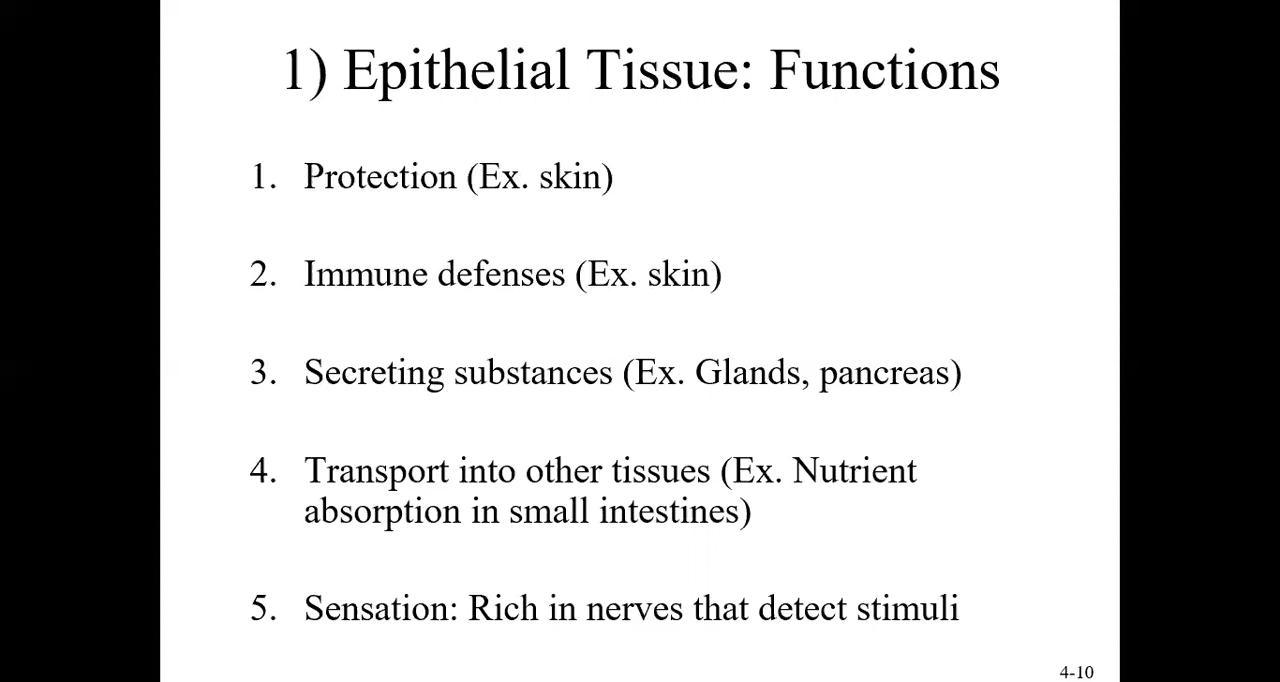 1) Epithelial Tissue: Functions
1. Protection (Ex. skin)
2. Immune defenses (Ex. skin)
3. Secreting substances (Ex. Glands, pancreas)
4. Transport into other tissues (Ex. Nutrient
absorption in small intestines)
5. Sensation: Rich in nerves that detect stimuli
4-10